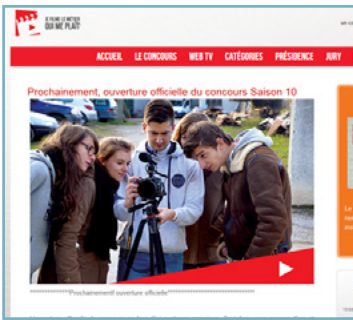 JE FILME LE MÉTIER
QUI ME PLAÎT
ACCUEIL LE CONCOURS WEB TV CATÉGORIES PRÉSIDENCE JURY
Prochainement, ouverture officielle du concours Saison 10
Le
"Prochainement! ouverture officielle"